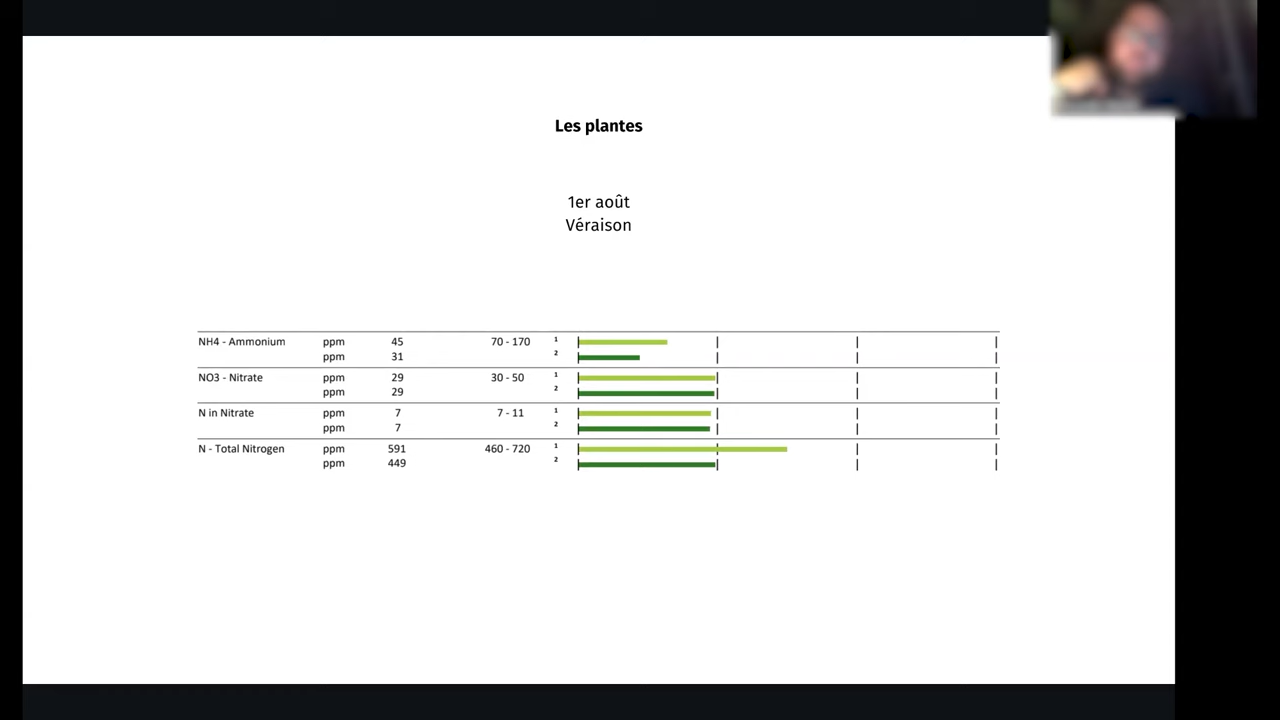 Les plantes
1er août
Véraison
NH4 - Ammonium ppm 45 70 - 170 1
ppm 31 2
NO3 - Nitrate ppm 29 30 - 50 1
ppm 29 2
N in Nitrate ppm 7 7 - 11 1
ppm 7 2
N - Total Nitrogen ppm 591 460 - 720 1
ppm 449 2